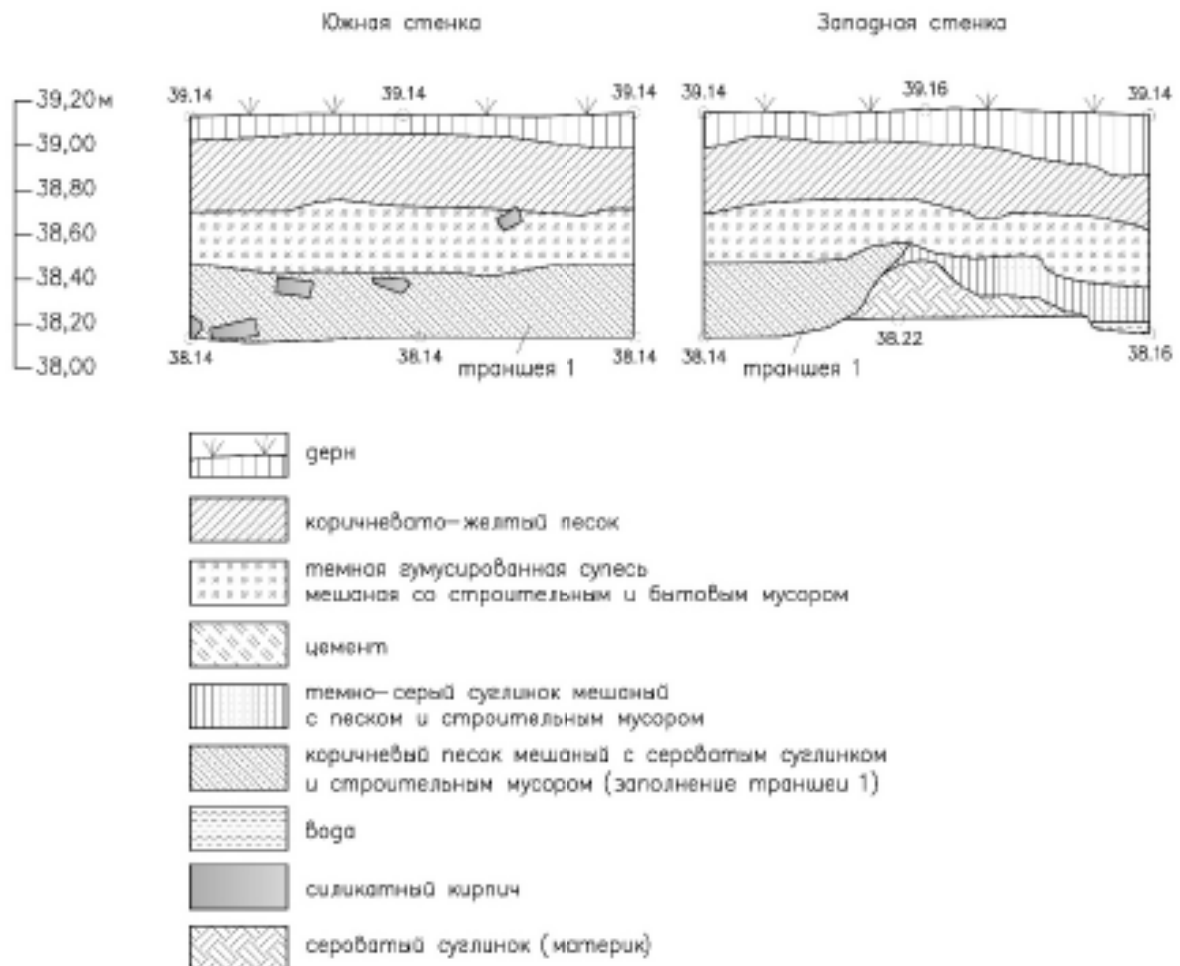 Южная стенка
Западная стенка
39.14 39.14 39.14
39.14 39.16 39.14
39,20м
39,00
38,80
38,60
38,40
38,20
38,00
38.14 38.14 38.14
траншея 1
38.14 38.22 38.16
траншея 1
дерн
коричневато-желтый песок
темная гумусированная супесь
мешаная со строительным и бытовым мусором
цемент
темно-серый суглинок мешаный
с песком и строительным мусором
коричневый песок мешаный с сероватым суглинком
и строительным мусором (заполнение траншеи 1)
вода
силикатный кирпич
сероватый суглинок (материк)